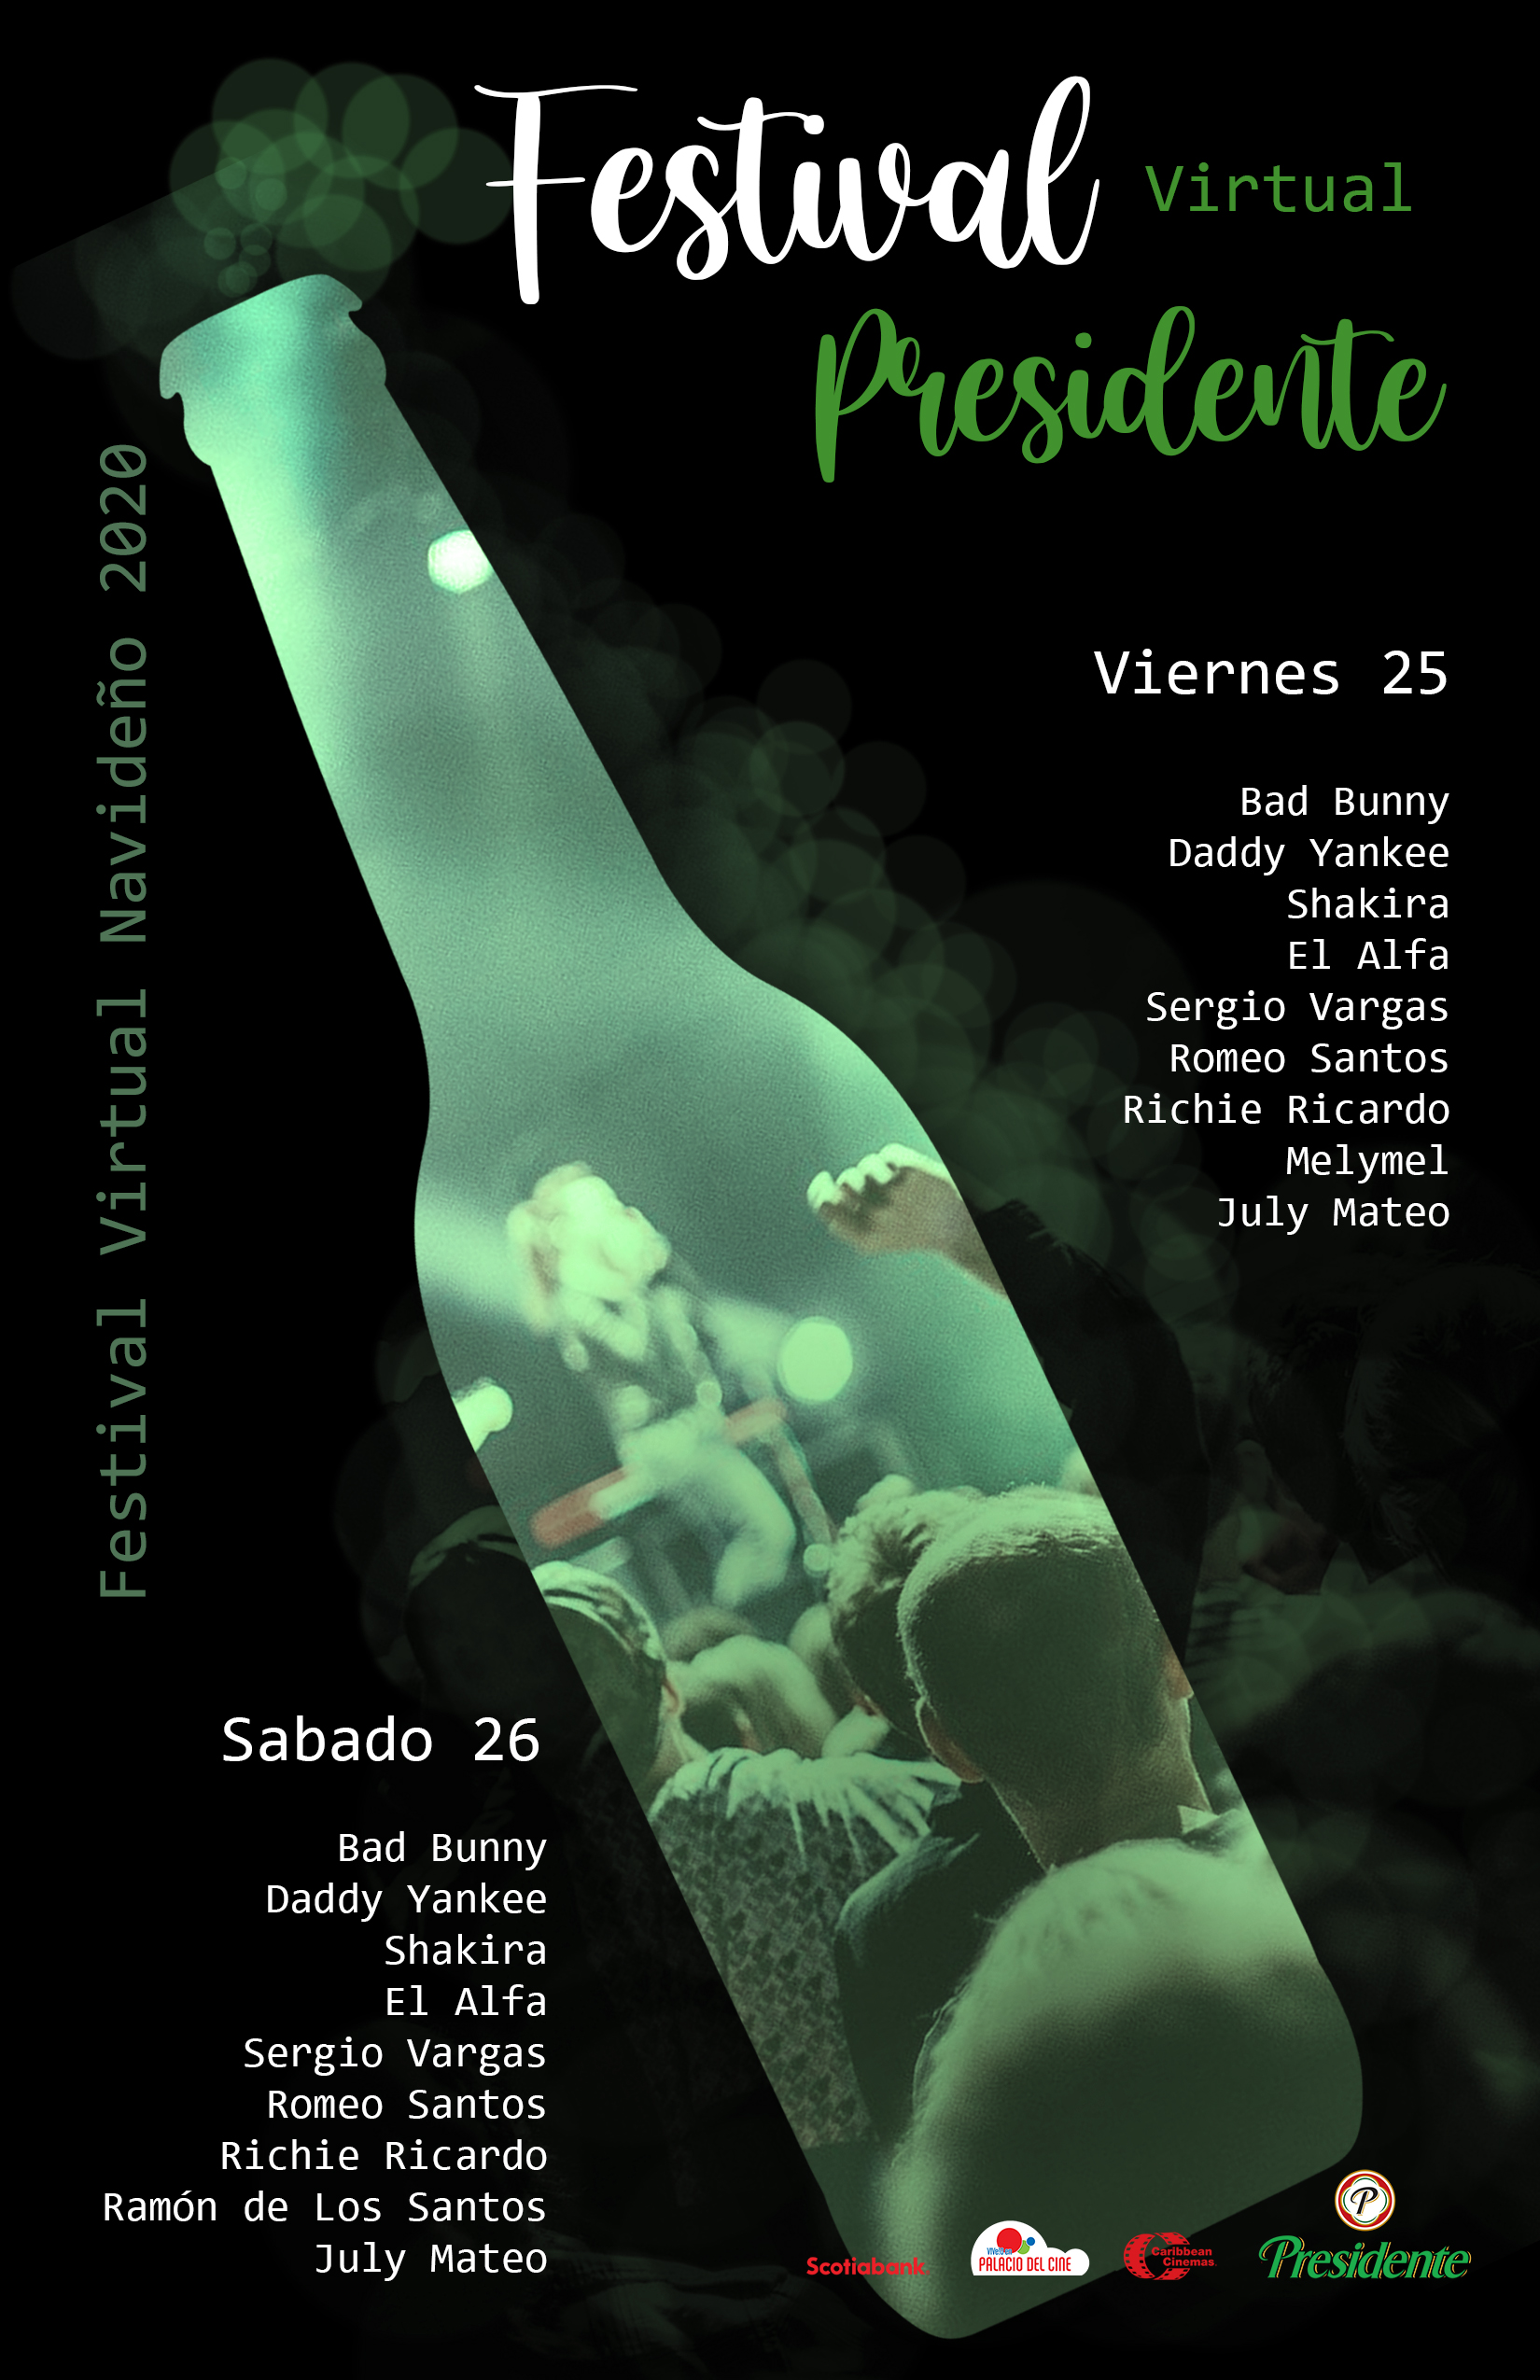 Festival Virtual
Presidente
Festival Virtual Navideño 2020
Viernes 25
Bad Bunny
Daddy Yankee
Shakira
El Alfa
Sergio Vargas
Romeo Santos
Richie Ricardo
Melymel
July Mateo
Sabado 26
Bad Bunny
Daddy Yankee
Shakira
El Alfa
Sergio Vargas
Romeo Santos
Richie Ricardo
Ramón de Los Santos
July Mateo
Scotiabank
PALACIO DEL CINE
Caribbean
Cinemas
P
Presidente